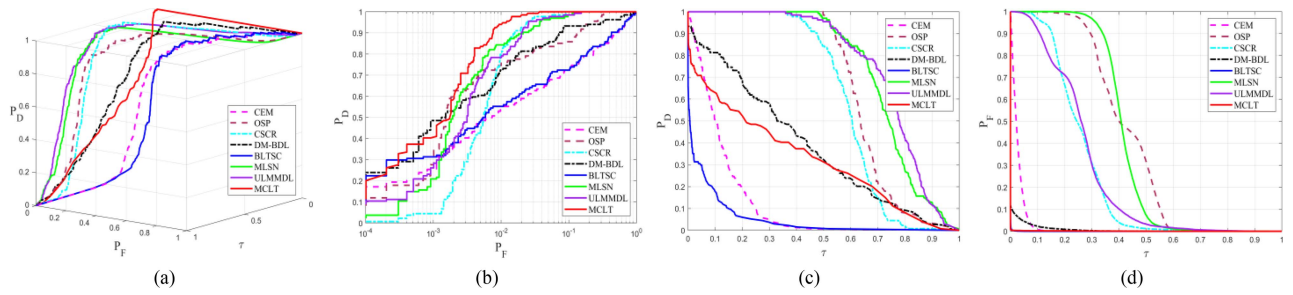 1
0.8
P_D
0.6
0.4
0.2
0
0.2
0.4
P_F
0.6
0.8
1
1
0.5
τ
0
CEM
OSP
CSCR
DM-BDL
BLTSC
MLSN
ULMMDL
MCLT
(a)
1
0.9
0.8
0.7
0.6
P_D
0.5
0.4
0.3
0.2
0.1
0
10^-4 10^-3 10^-2 10^-1 10^0
P_F
CEM
OSP
CSCR
DM-BDL
BLTSC
MLSN
ULMMDL
MCLT
(b)
1
0.9
0.8
0.7
0.6
P_D
0.5
0.4
0.3
0.2
0.1
0
0 0.1 0.2 0.3 0.4 0.5 0.6 0.7 0.8 0.9 1
τ
CEM
OSP
CSCR
DM-BDL
BLTSC
MLSN
ULMMDL
MCLT
(c)
1
0.9
0.8
0.7
0.6
P_F
0.5
0.4
0.3
0.2
0.1
0
0 0.2 0.4 0.6 0.8 1
τ
CEM
OSP
CSCR
DM-BDL
BLTSC
MLSN
ULMMDL
MCLT
(d)